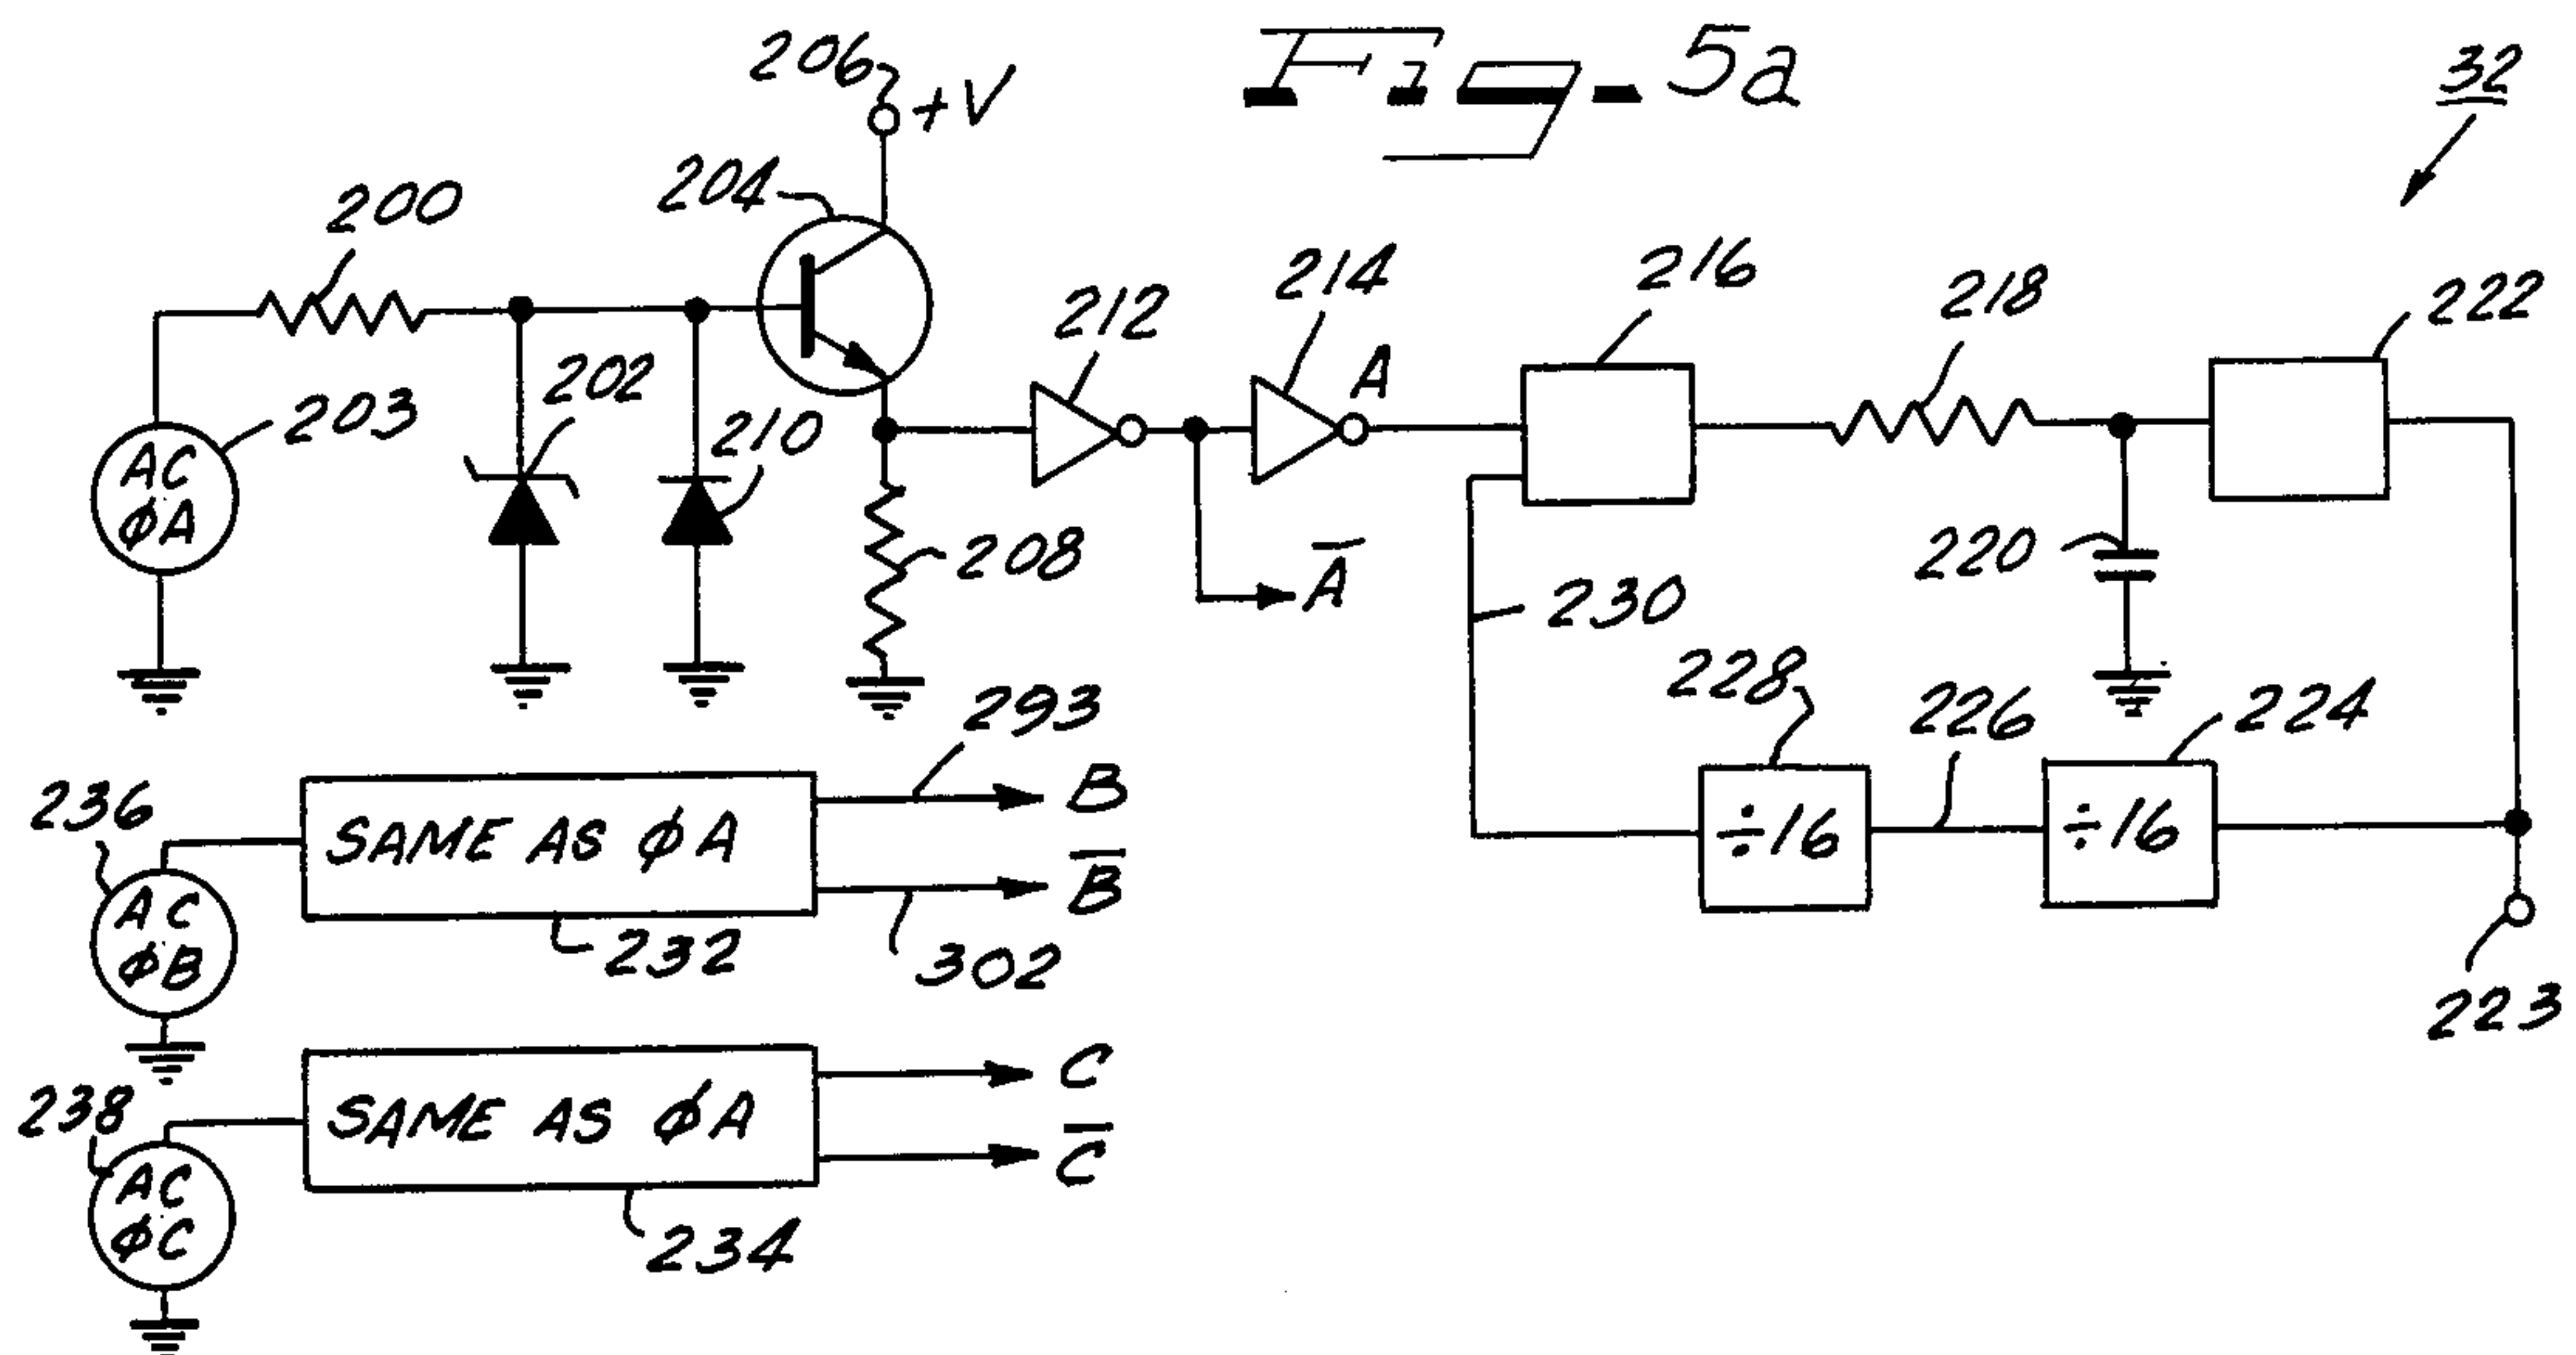 Fig-5a
32
206
+V
204
200
203
AC
φA
202
210
208
212
214
A
A̅
216
218
222
220
230
228
÷16
226
224
÷16
223
236
AC
φB
SAME AS φA
232
293
B
302
B̅
238
AC
φC
SAME AS φA
234
C
C̅